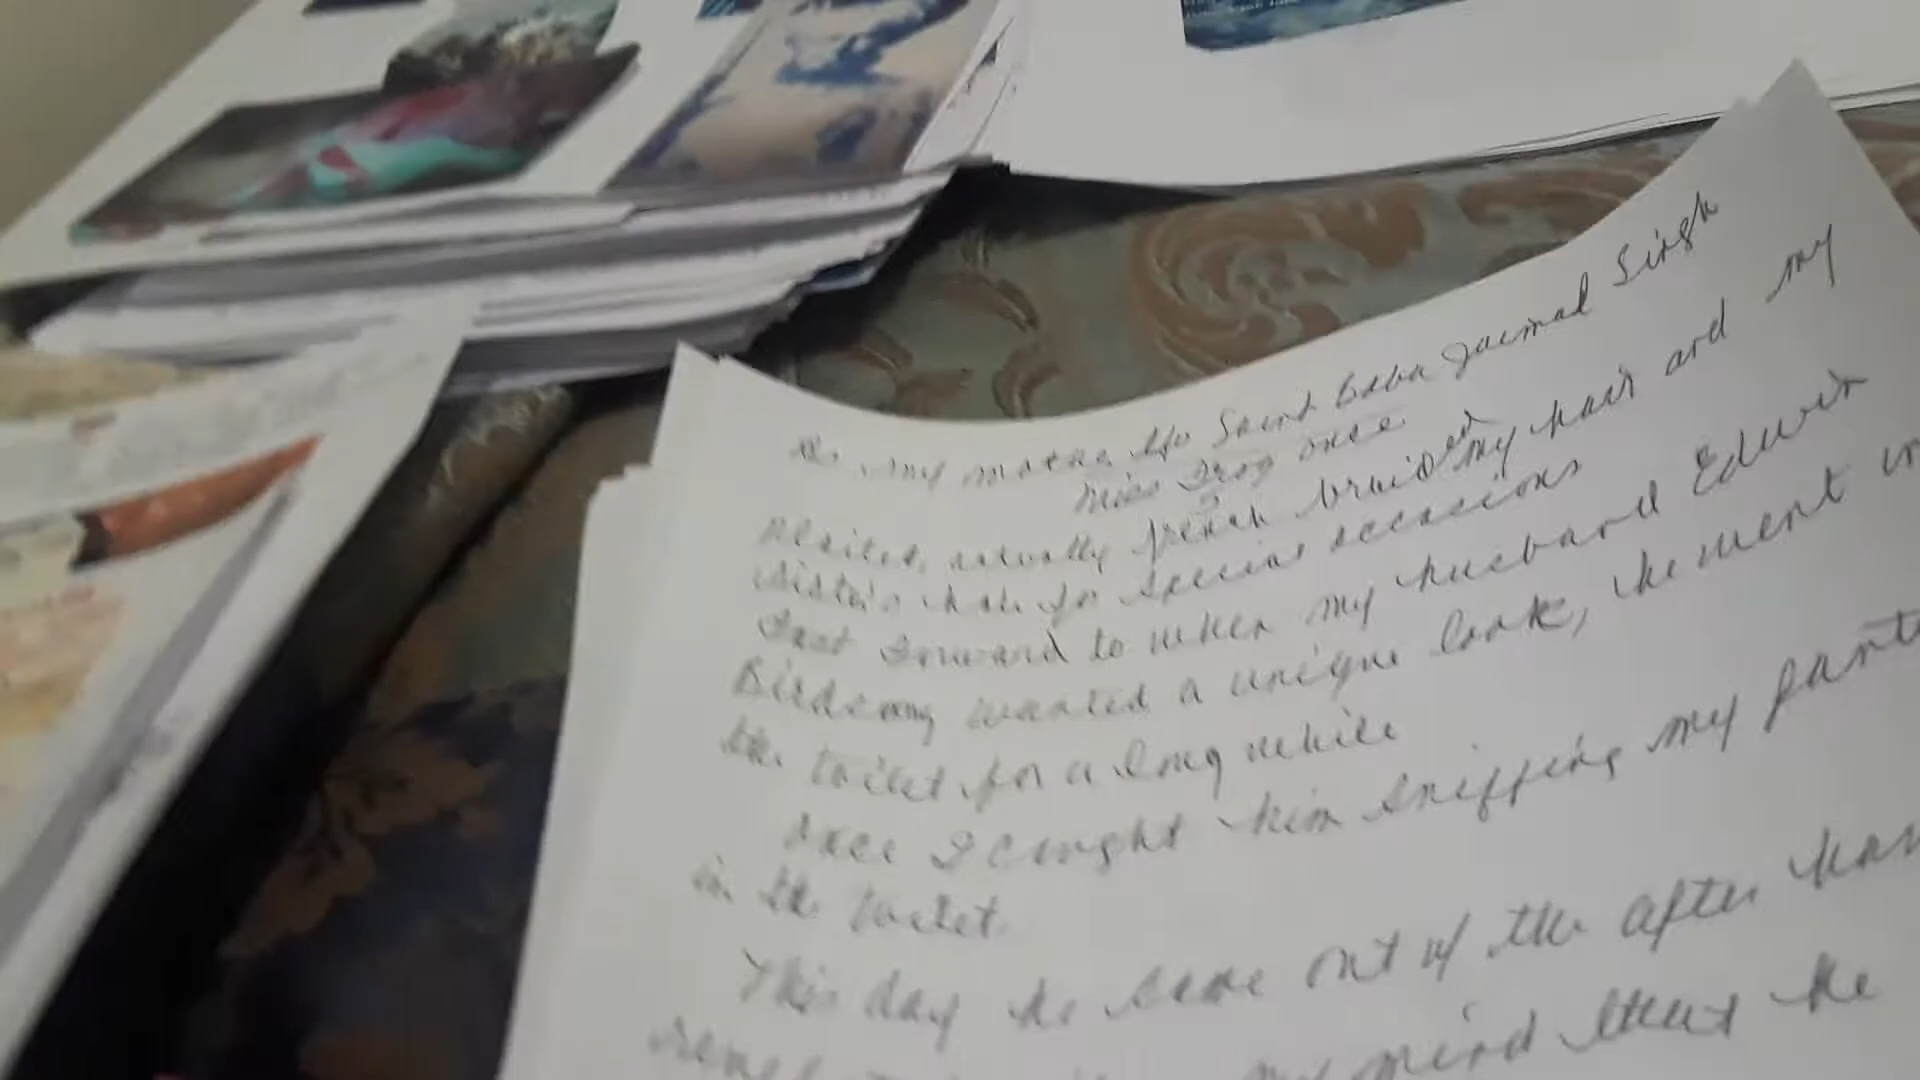 my mother Saint Baba Jaimal Singh
Miss Frog once
Plaited, actually french braided my hair and my
sister's hair for special occasions
Fast forward to when my husband Edwin
Birdsong wanted a unique look, he went in
the toilet for a long while
once I caught him sniffing my
in the toilet.
This day he came out of the after
my mind that he